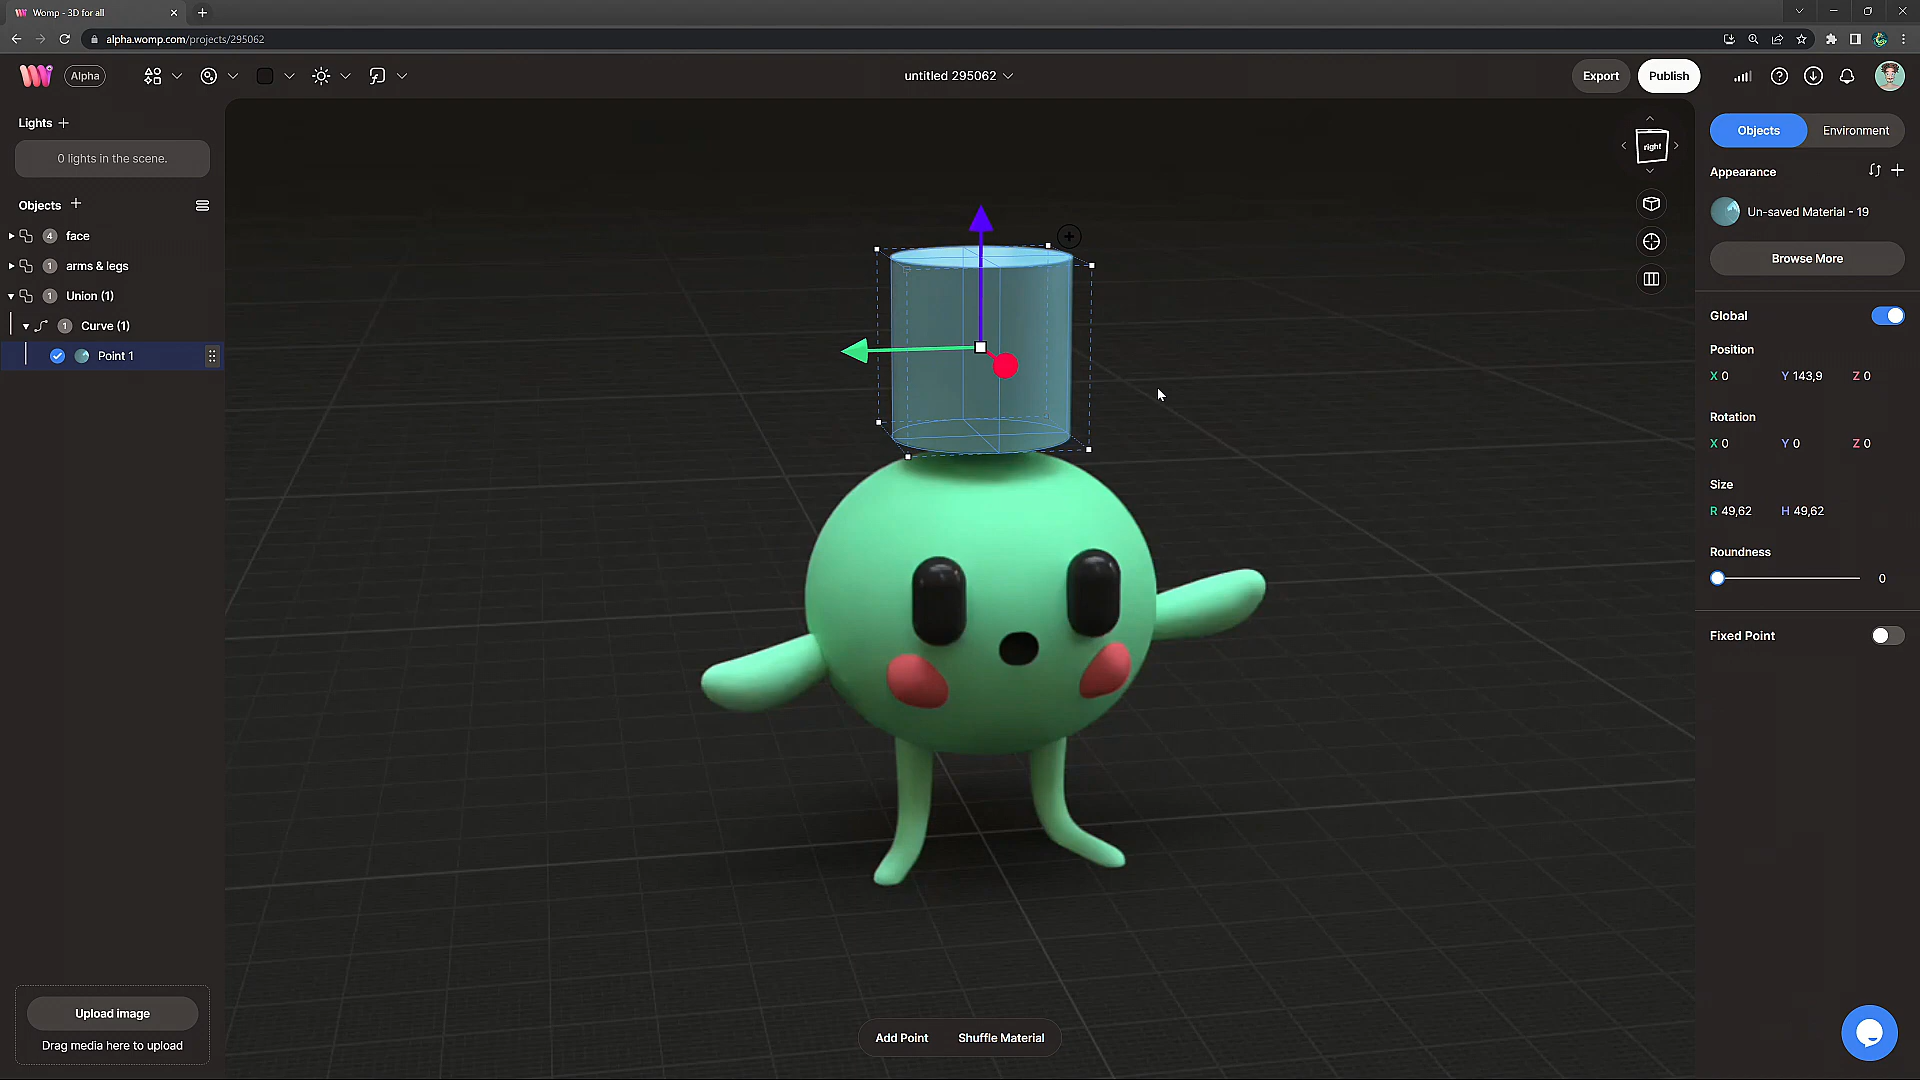 Womp - 3D for all
alpha.womp.com/projects/295062
Alpha
untitled 295062
Export
Publish
Lights
0 lights in the scene.
Objects
4 face
1 arms & legs
1 Union (1)
1 Curve (1)
Point 1
Upload image
Drag media here to upload
right
Add Point
Shuffle Material
Objects
Environment
Appearance
Un-saved Material - 19
Browse More
Global
Position
X 0 Y 143,9 Z 0
Rotation
X 0 Y 0 Z 0
Size
R 49,62 H 49,62
Roundness
0
Fixed Point